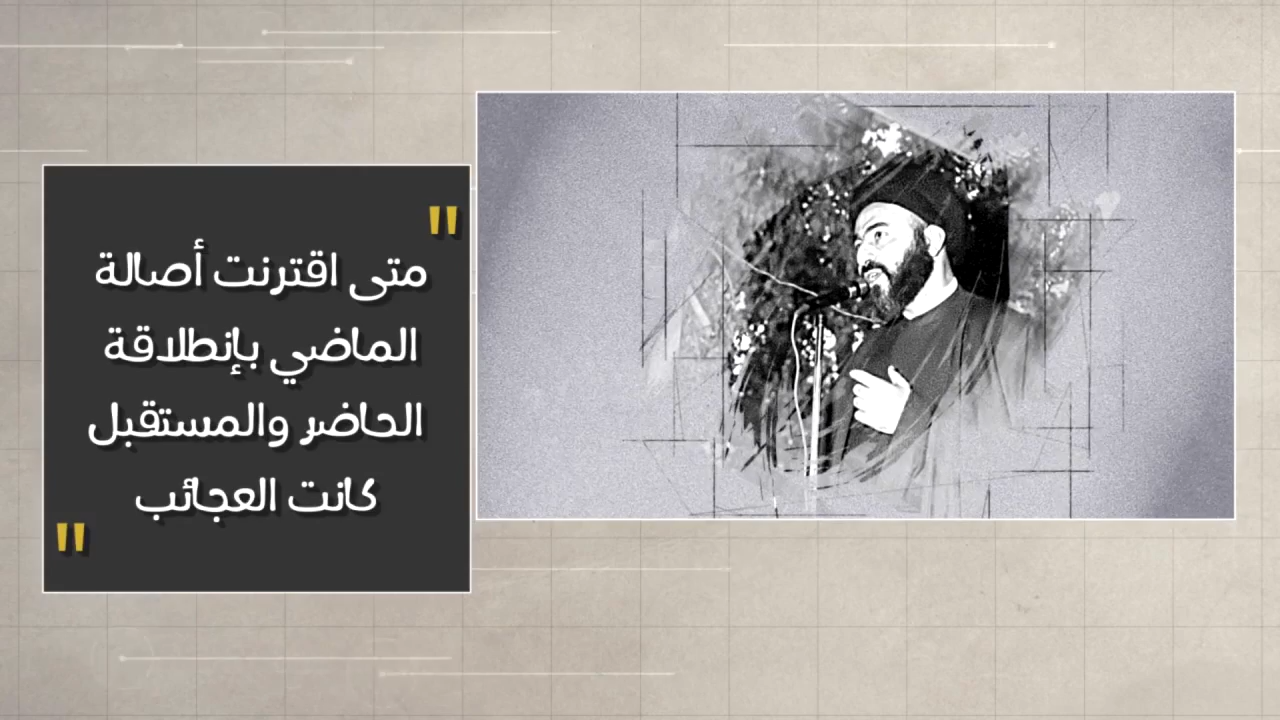 "
متى اقترنت أصالة
الماضي بإنطلاقة
الحاضر والمستقبل
كانت العجائب
"